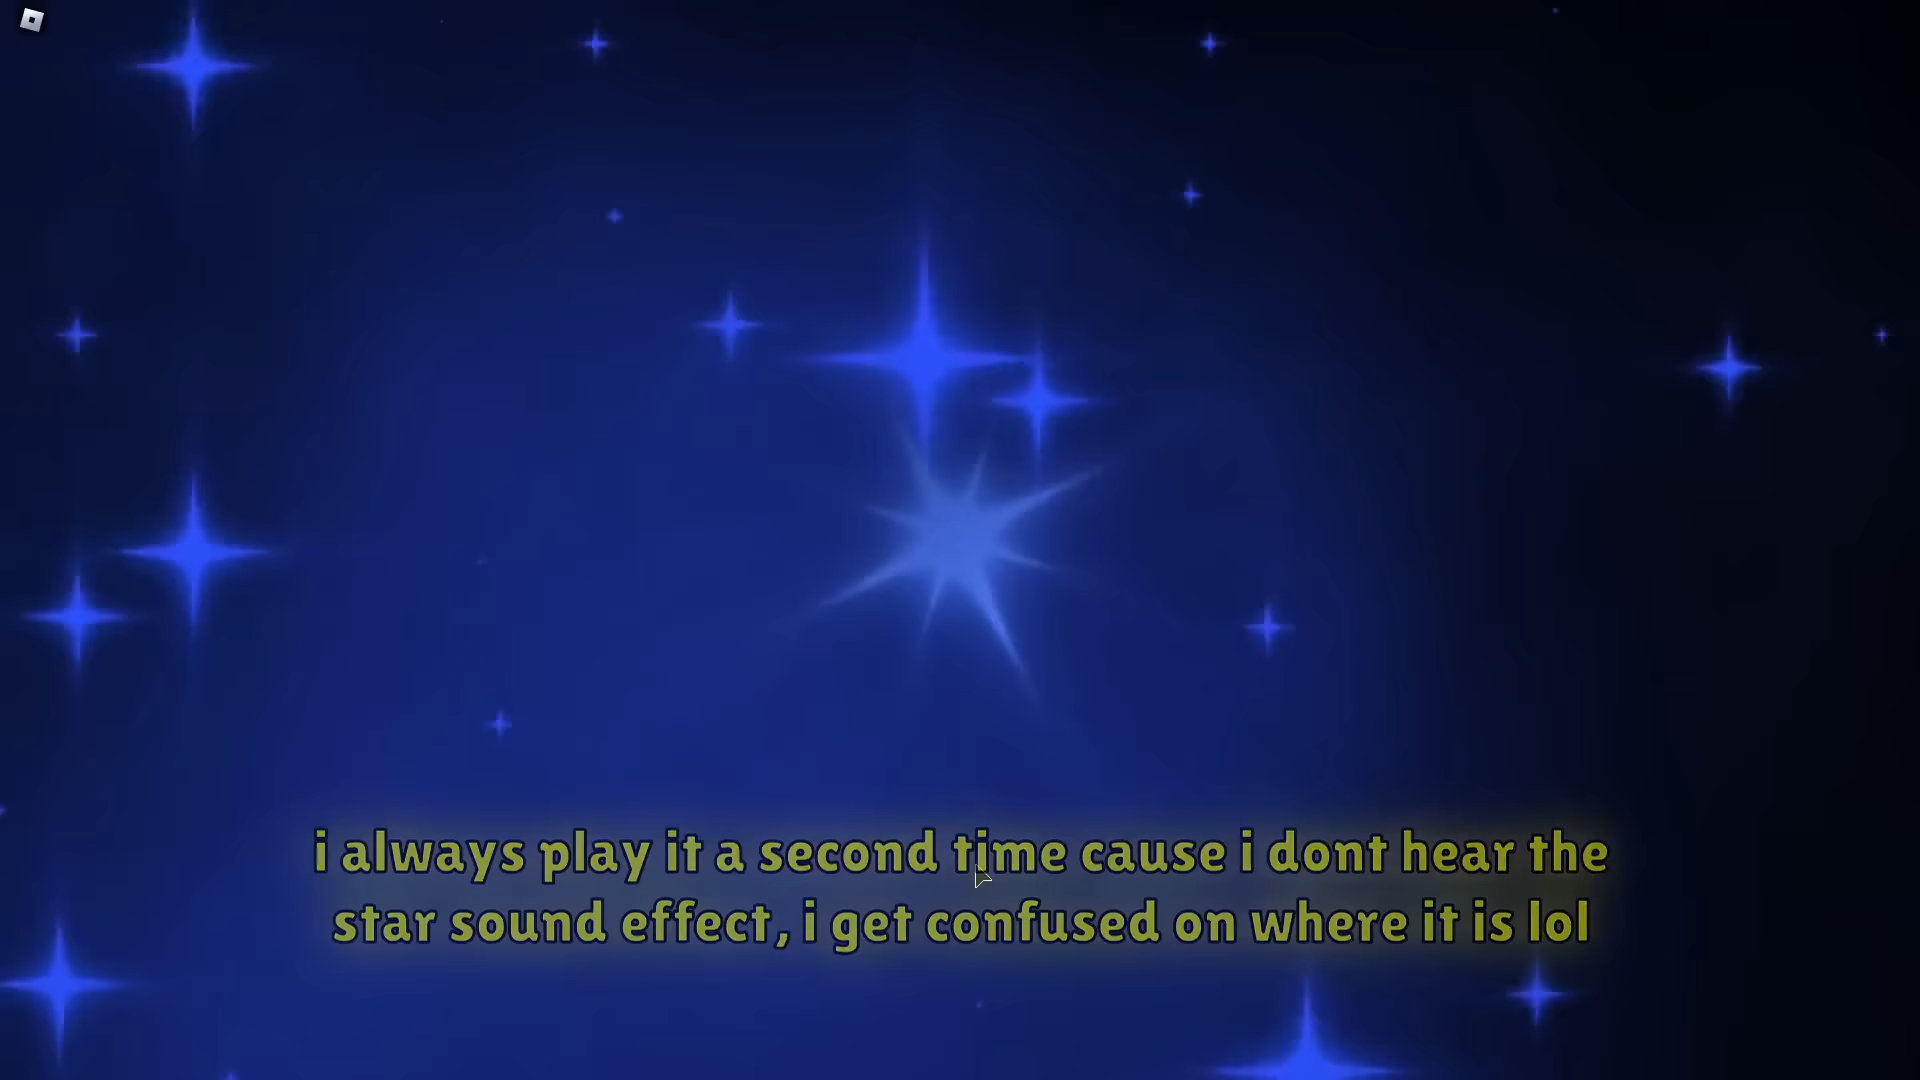 i always play it a second time cause i dont hear the
star sound effect, i get confused on where it is lol